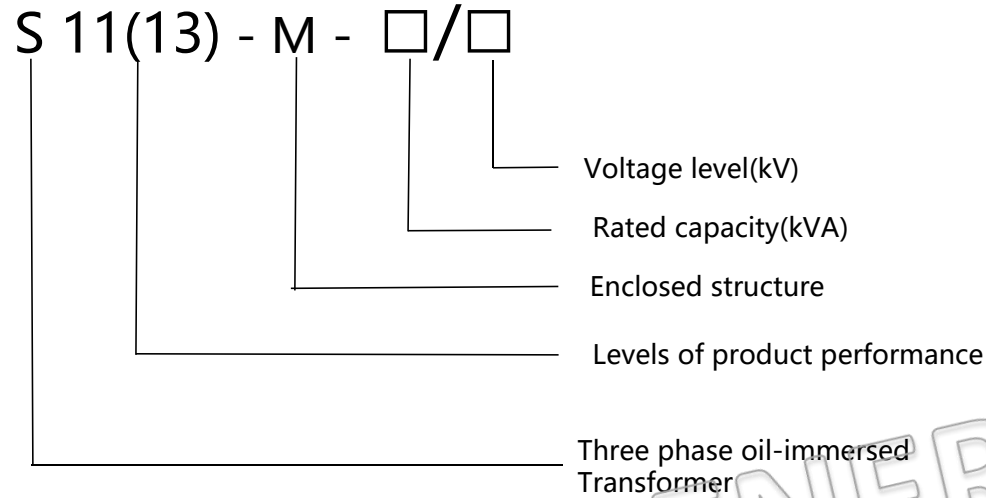 S 11(13) - M - □/□
Voltage level(kV)
Rated capacity(kVA)
Enclosed structure
Levels of product performance
Three phase oil-immersed
Transformer